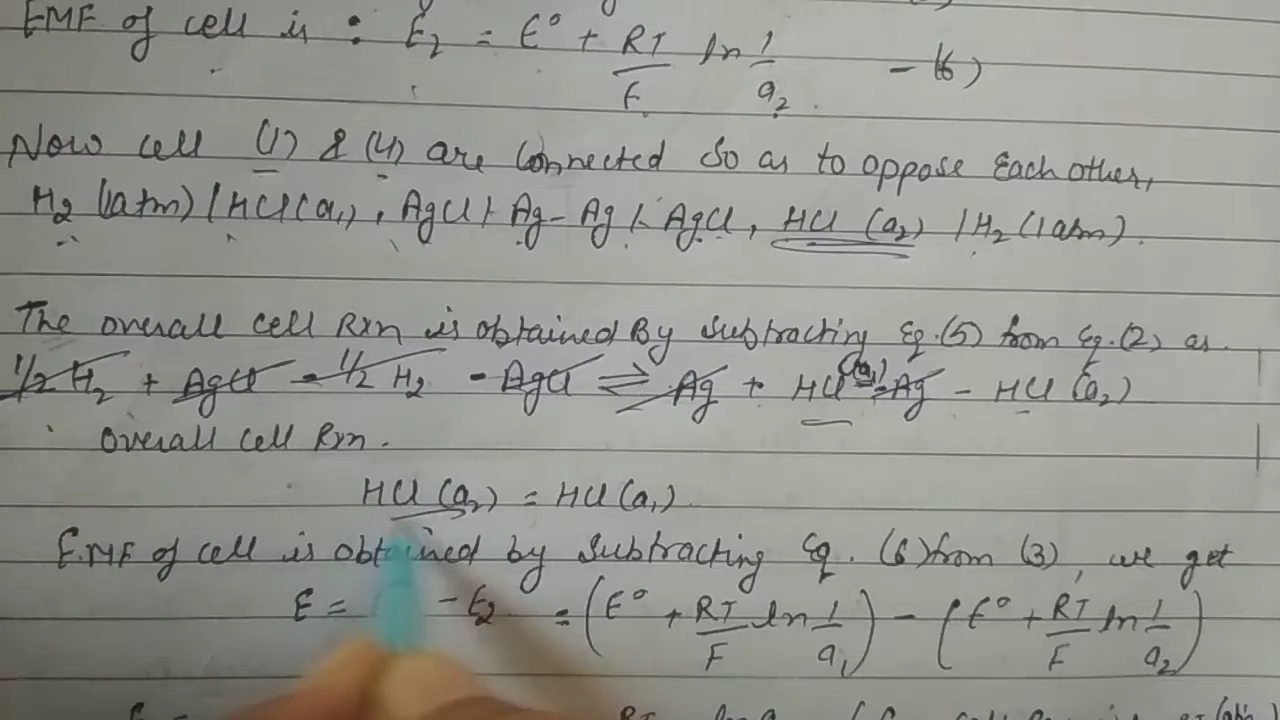 EMF of cell is : E₂ = E° + RT/F ln 1/a₂ - (6)
Now cell (1) & (4) are connected so as to oppose Each other,
H₂ (1atm) / HCl (a₁), AgCl | Ag - Ag | AgCl, HCl (a₂) / H₂ (1atm).
The overall cell Rxn is obtained By subtracting Eq. (5) from Eq. (2) as.
1/2 H₂ + AgCl - 1/2 H₂ - AgCl ⇌ Ag + HCl (a₁) - Ag - HCl (a₂)
Overall cell Rxn.
HCl (a₂) = HCl (a₁)
E.MF of cell is obtained by subtracting Eq. (6) from (3), we get
E = - E₂ = (E° + RT/F ln 1/a₁) - (E° + RT/F ln 1/a₂)